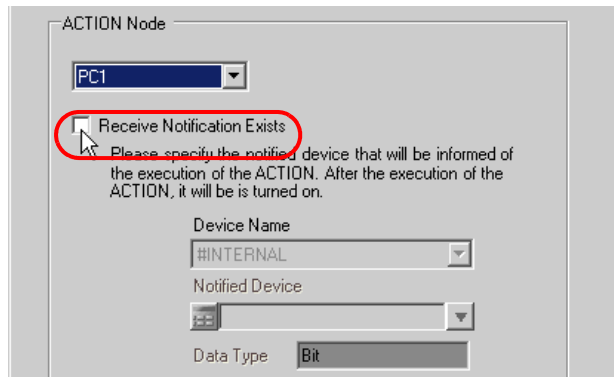 ACTION Node
PC1
Receive Notification Exists
Please specify the notified device that will be informed of
the execution of the ACTION. After the execution of the
ACTION, it will be is turned on.
Device Name
#INTERNAL
Notified Device
Data Type Bit